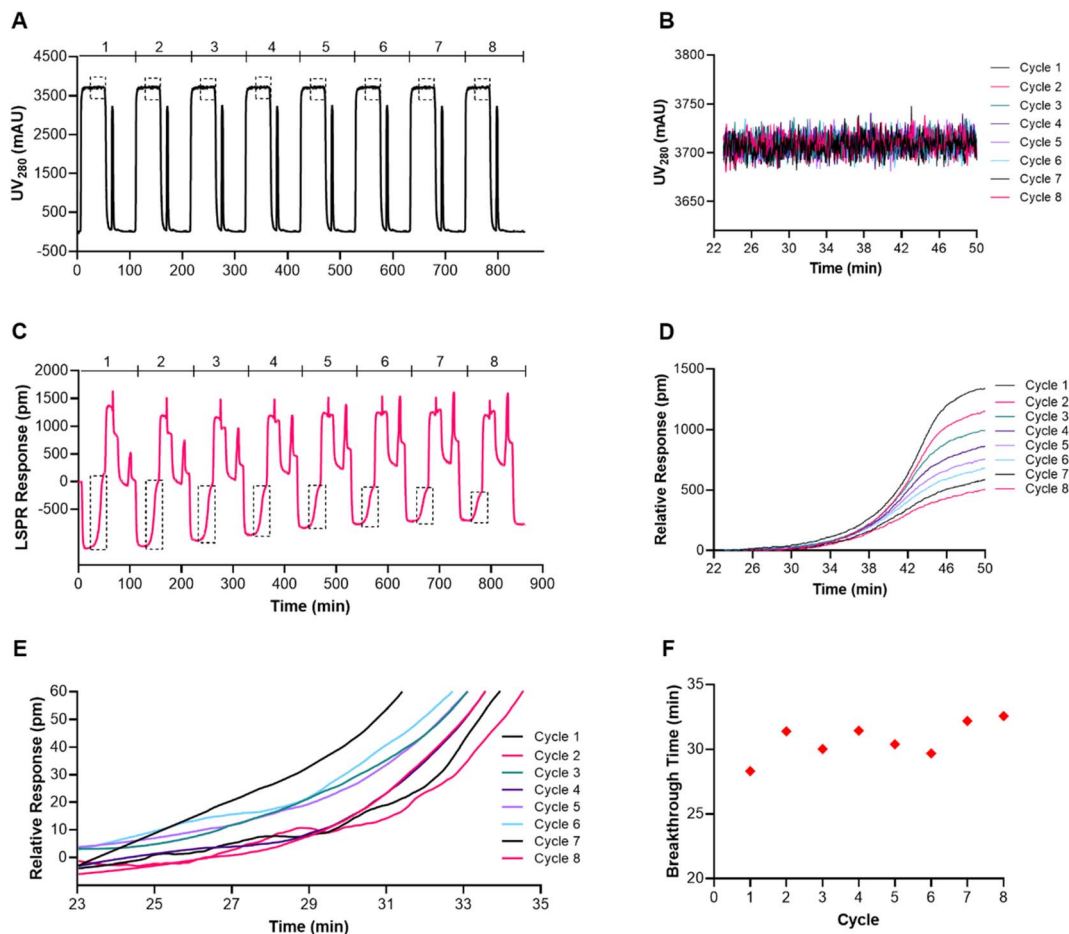 A
1 2 3 4 5 6 7 8
4500
3500
2500
1500
500
-500
UV280 (mAU)
0 100 200 300 400 500 600 700 800
Time (min)
B
3800
3750
3700
3650
UV280 (mAU)
22 26 30 34 38 42 46 50
Time (min)
Cycle 1
Cycle 2
Cycle 3
Cycle 4
Cycle 5
Cycle 6
Cycle 7
Cycle 8
C
1 2 3 4 5 6 7 8
2000
1500
1000
500
0
-500
LSPR Response (pm)
0 100 200 300 400 500 600 700 800 900
Time (min)
D
1500
1000
500
0
Relative Response (pm)
22 26 30 34 38 42 46 50
Time (min)
Cycle 1
Cycle 2
Cycle 3
Cycle 4
Cycle 5
Cycle 6
Cycle 7
Cycle 8
E
60
50
40
30
20
10
0
Relative Response (pm)
23 25 27 29 31 33 35
Time (min)
Cycle 1
Cycle 2
Cycle 3
Cycle 4
Cycle 5
Cycle 6
Cycle 7
Cycle 8
F
35
30
25
20
Breakthrough Time (min)
0 1 2 3 4 5 6 7 8
Cycle